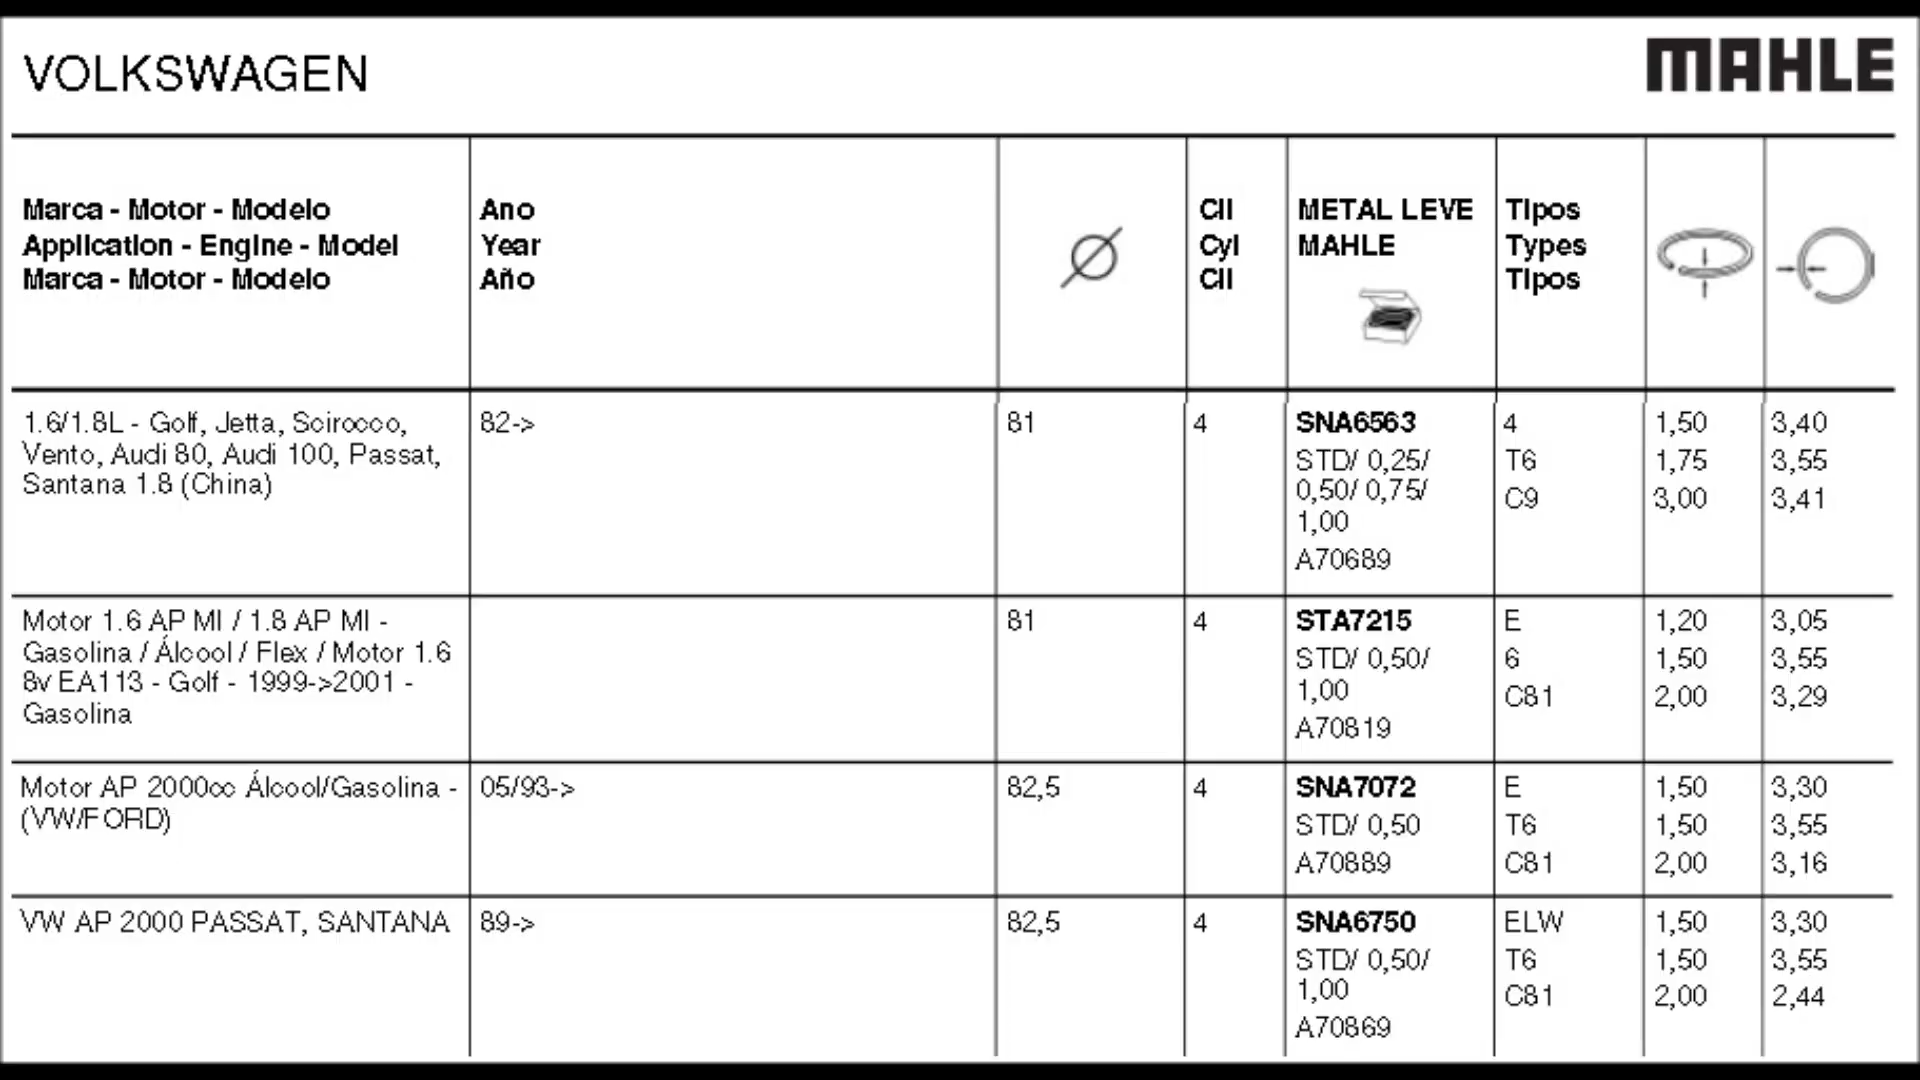 VOLKSWAGEN
MAHLE
Marca - Motor - Modelo
Application - Engine - Model
Marca - Motor - Modelo
Ano
Year
Año
Cil
Cyl
Cil
METAL LEVE
MAHLE
Tipos
Types
Tipos
1.6/1.8L - Golf, Jetta, Scirocco,
Vento, Audi 80, Audi 100, Passat,
Santana 1.8 (China)
82->
81
4
SNA6563
STD/ 0,25/
0,50/ 0,75/
1,00
A70689
4
T6
C9
1,50
1,75
3,00
3,40
3,55
3,41
Motor 1.6 AP MI / 1.8 AP MI -
Gasolina / Álcool / Flex / Motor 1.6
8v EA113 - Golf - 1999->2001 -
Gasolina
81
4
STA7215
STD/ 0,50/
1,00
A70819
E
6
C81
1,20
1,50
2,00
3,05
3,55
3,29
Motor AP 2000cc Álcool/Gasolina -
(VW/FORD)
05/93->
82,5
4
SNA7072
STD/ 0,50
A70889
E
T6
C81
1,50
1,50
2,00
3,30
3,55
3,16
VW AP 2000 PASSAT, SANTANA
89->
82,5
4
SNA6750
STD/ 0,50/
1,00
A70869
ELW
T6
C81
1,50
1,50
2,00
3,30
3,55
2,44